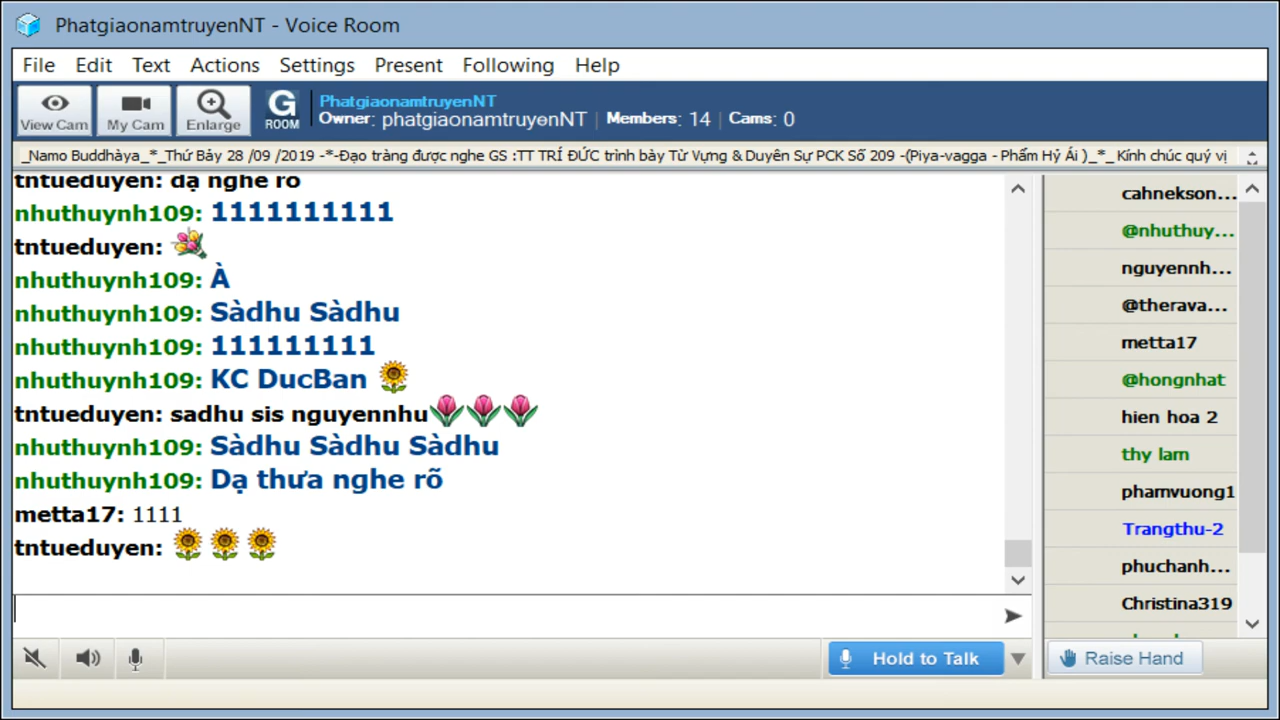 PhatgiaonamtruyenNT - Voice Room
File Edit Text Actions Settings Present Following Help
View Cam My Cam Enlarge G ROOM
PhatgiaonamtruyenNT
Owner: phatgiaonamtruyenNT | Members: 14 | Cams: 0
_Namo Buddhàya_*_Thứ Bảy 28 /09 /2019 -*-Đạo tràng được nghe GS :TT TRÍ ĐỨC trình bày Từ Vựng & Duyên Sự PCK Số 209 -(Piya-vagga - Phẩm Hỷ Ái )_*_ Kính chúc quý vị
tntueduyen: dạ nghe rõ
nhuthuynh109: 1111111111
tntueduyen:
nhuthuynh109: À
nhuthuynh109: Sàdhu Sàdhu
nhuthuynh109: 111111111
nhuthuynh109: KC DucBan
tntueduyen: sadhu sis nguyennhu
nhuthuynh109: Sàdhu Sàdhu Sàdhu
nhuthuynh109: Dạ thưa nghe rõ
metta17: 1111
tntueduyen:
cahnekson...
@nhuthuy...
nguyennh...
@therava...
metta17
@hongnhat
hien hoa 2
thy lam
phamvuong1
Trangthu-2
phuchanh...
Christina319
Hold to Talk
Raise Hand